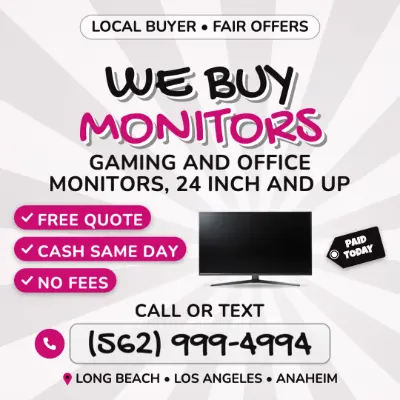 LOCAL BUYER • FAIR OFFERS
WE BUY
MONITORS
GAMING AND OFFICE
MONITORS, 24 INCH AND UP
FREE QUOTE
CASH SAME DAY
NO FEES
PAID
TODAY
CALL OR TEXT
(562) 999-4994
LONG BEACH • LOS ANGELES • ANAHEIM